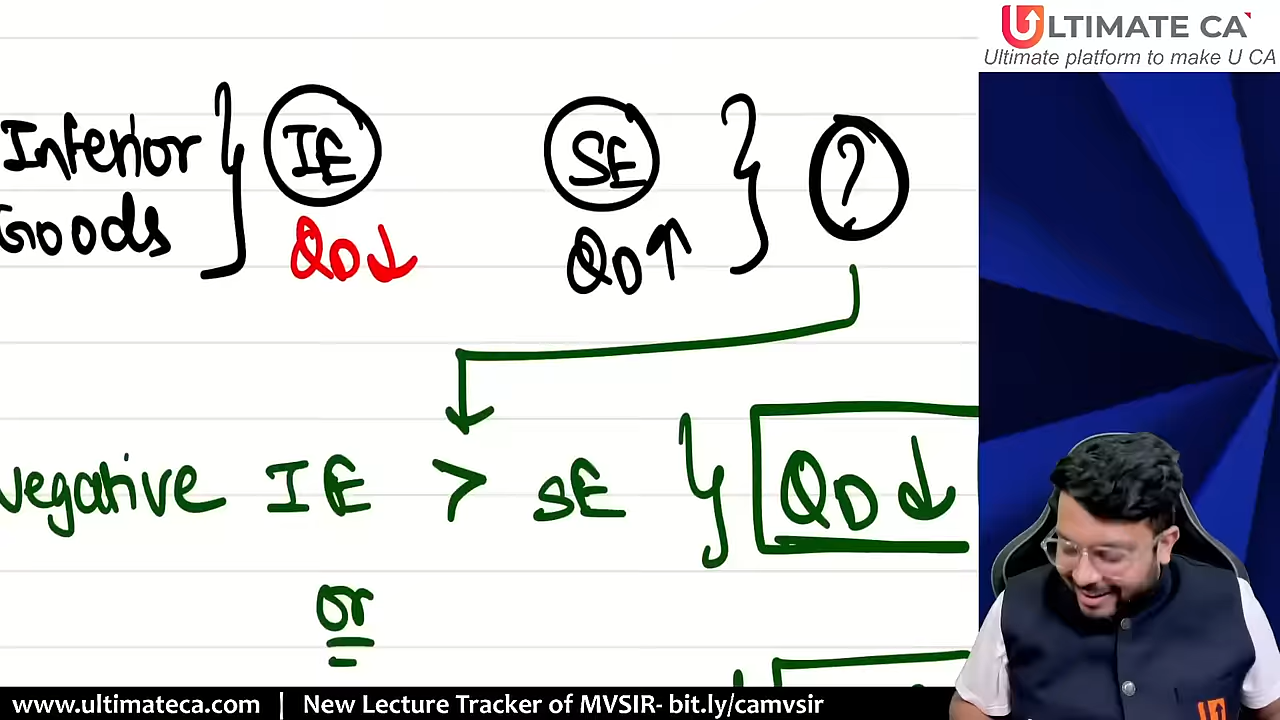 ULTIMATE CA
Ultimate platform to make U CA
Inferior Goods } IE QD↓ SE QD↑ } ?
negative IE > SE } QD↓
or
www.ultimateca.com | New Lecture Tracker of MVSIR- bit.ly/camvsir